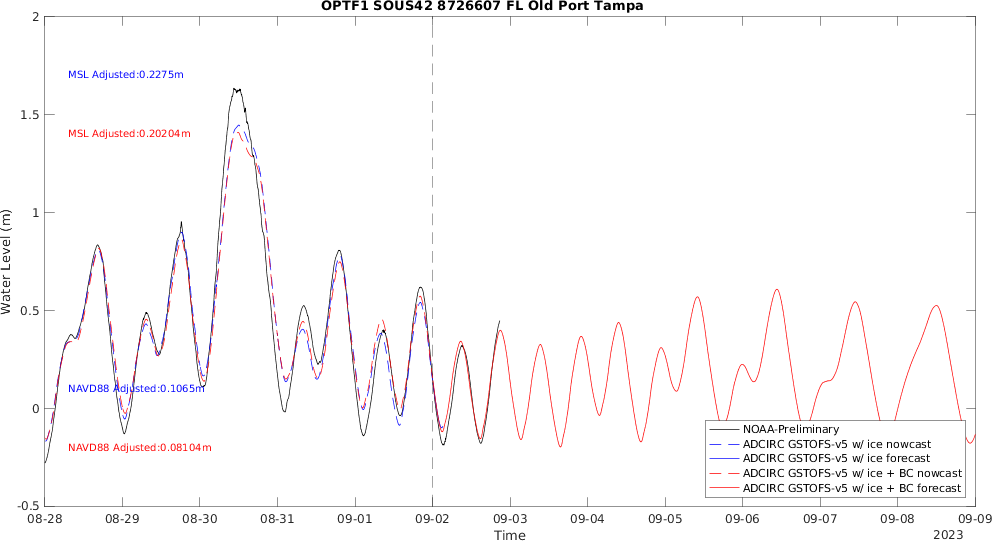 OPTF1 SOUS42 8726607 FL Old Port Tampa
2
MSL Adjusted:0.2275m
1.5
MSL Adjusted:0.20204m
1
Water Level (m)
0.5
NAVD88 Adjusted:0.1065m
0
NAVD88 Adjusted:0.08104m
NOAA-Preliminary
ADCIRC GSTOFS-v5 w/ ice nowcast
ADCIRC GSTOFS-v5 w/ ice forecast
ADCIRC GSTOFS-v5 w/ ice + BC nowcast
ADCIRC GSTOFS-v5 w/ ice + BC forecast
-0.5
08-28 08-29 08-30 08-31 09-01 09-02 09-03 09-04 09-05 09-06 09-07 09-08 09-09
Time
2023